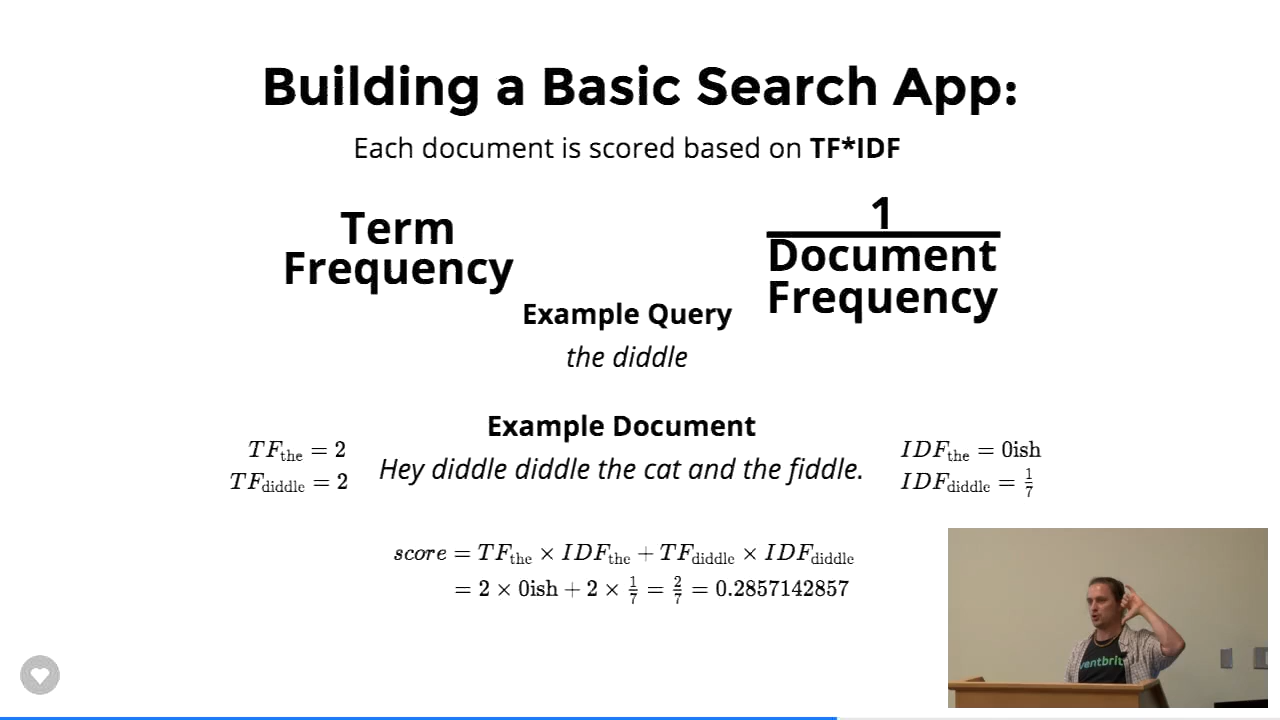 Building a Basic Search App:
Each document is scored based on TF*IDF
Term
Frequency
1
Document
Frequency
Example Query
the diddle
Example Document
Hey diddle diddle the cat and the fiddle.
TF_the = 2
TF_diddle = 2
IDF_the = 0ish
IDF_diddle = 1/7
score = TF_the × IDF_the + TF_diddle × IDF_diddle
= 2 × 0ish + 2 × 1/7 = 2/7 = 0.2857142857
ventbrit